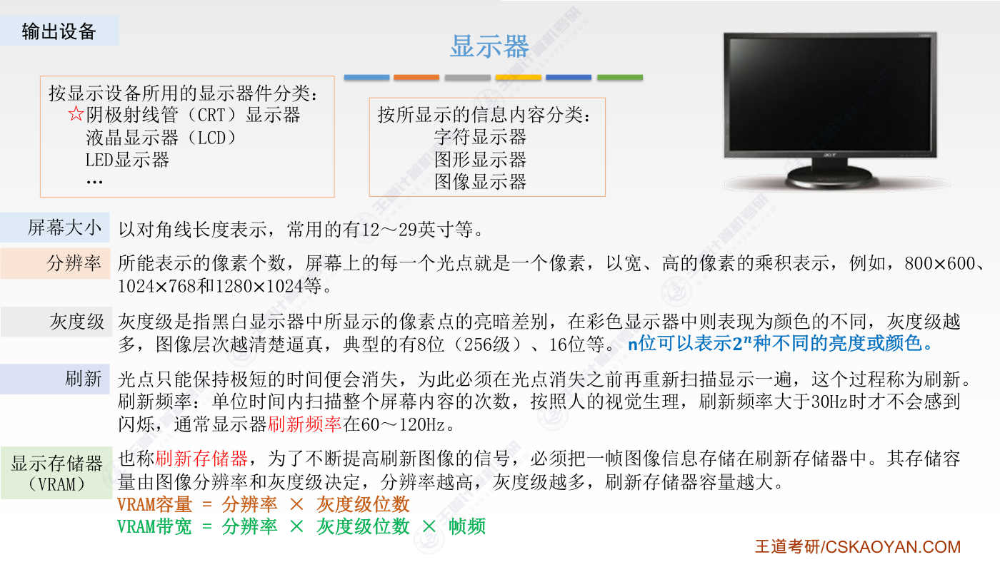 输出设备
显示器
按显示设备所用的显示器件分类：
☆阴极射线管（CRT）显示器
液晶显示器（LCD）
LED显示器
…
按所显示的信息内容分类：
字符显示器
图形显示器
图像显示器
acer
屏幕大小
以对角线长度表示，常用的有12～29英寸等。
分辨率
所能表示的像素个数，屏幕上的每一个光点就是一个像素，以宽、高的像素的乘积表示，例如，800×600、
1024×768和1280×1024等。
灰度级
灰度级是指黑白显示器中所显示的像素点的亮暗差别，在彩色显示器中则表现为颜色的不同，灰度级越
多，图像层次越清楚逼真，典型的有8位（256级）、16位等。 n位可以表示2ⁿ种不同的亮度或颜色。
刷新
光点只能保持极短的时间便会消失，为此必须在光点消失之前再重新扫描显示一遍，这个过程称为刷新。
刷新频率：单位时间内扫描整个屏幕内容的次数，按照人的视觉生理，刷新频率大于30Hz时才不会感到
闪烁，通常显示器刷新频率在60～120Hz。
显示存储器
（VRAM）
也称刷新存储器，为了不断提高刷新图像的信号，必须把一帧图像信息存储在刷新存储器中。其存储容
量由图像分辨率和灰度级决定，分辨率越高，灰度级越多，刷新存储器容量越大。
VRAM容量 = 分辨率 × 灰度级位数
VRAM带宽 = 分辨率 × 灰度级位数 × 帧频
王道考研/CSKAOYAN.COM
王道计算机考研
王道计算机考研
王道计算机考研